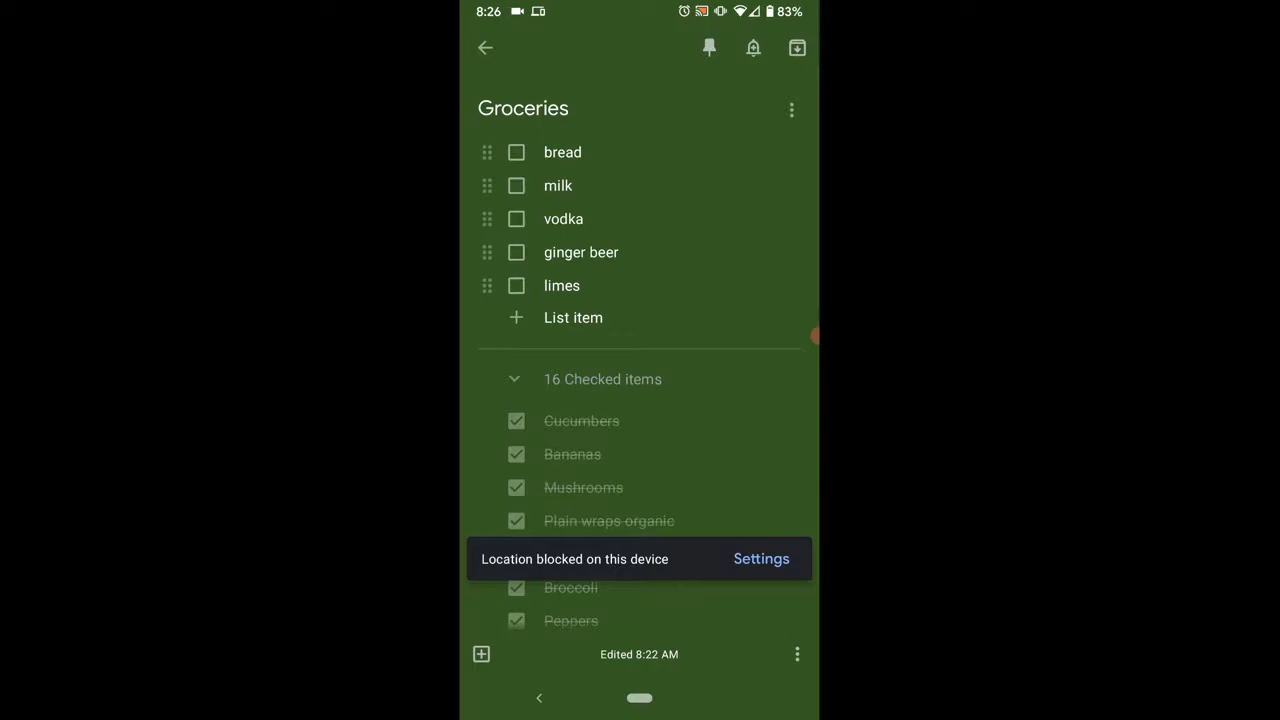 8:26 83%
Groceries
bread
milk
vodka
ginger beer
limes
List item
16 Checked items
Cucumbers
Bananas
Mushrooms
Plain wraps organic
Location blocked on this device Settings
Broccoli
Peppers
Edited 8:22 AM